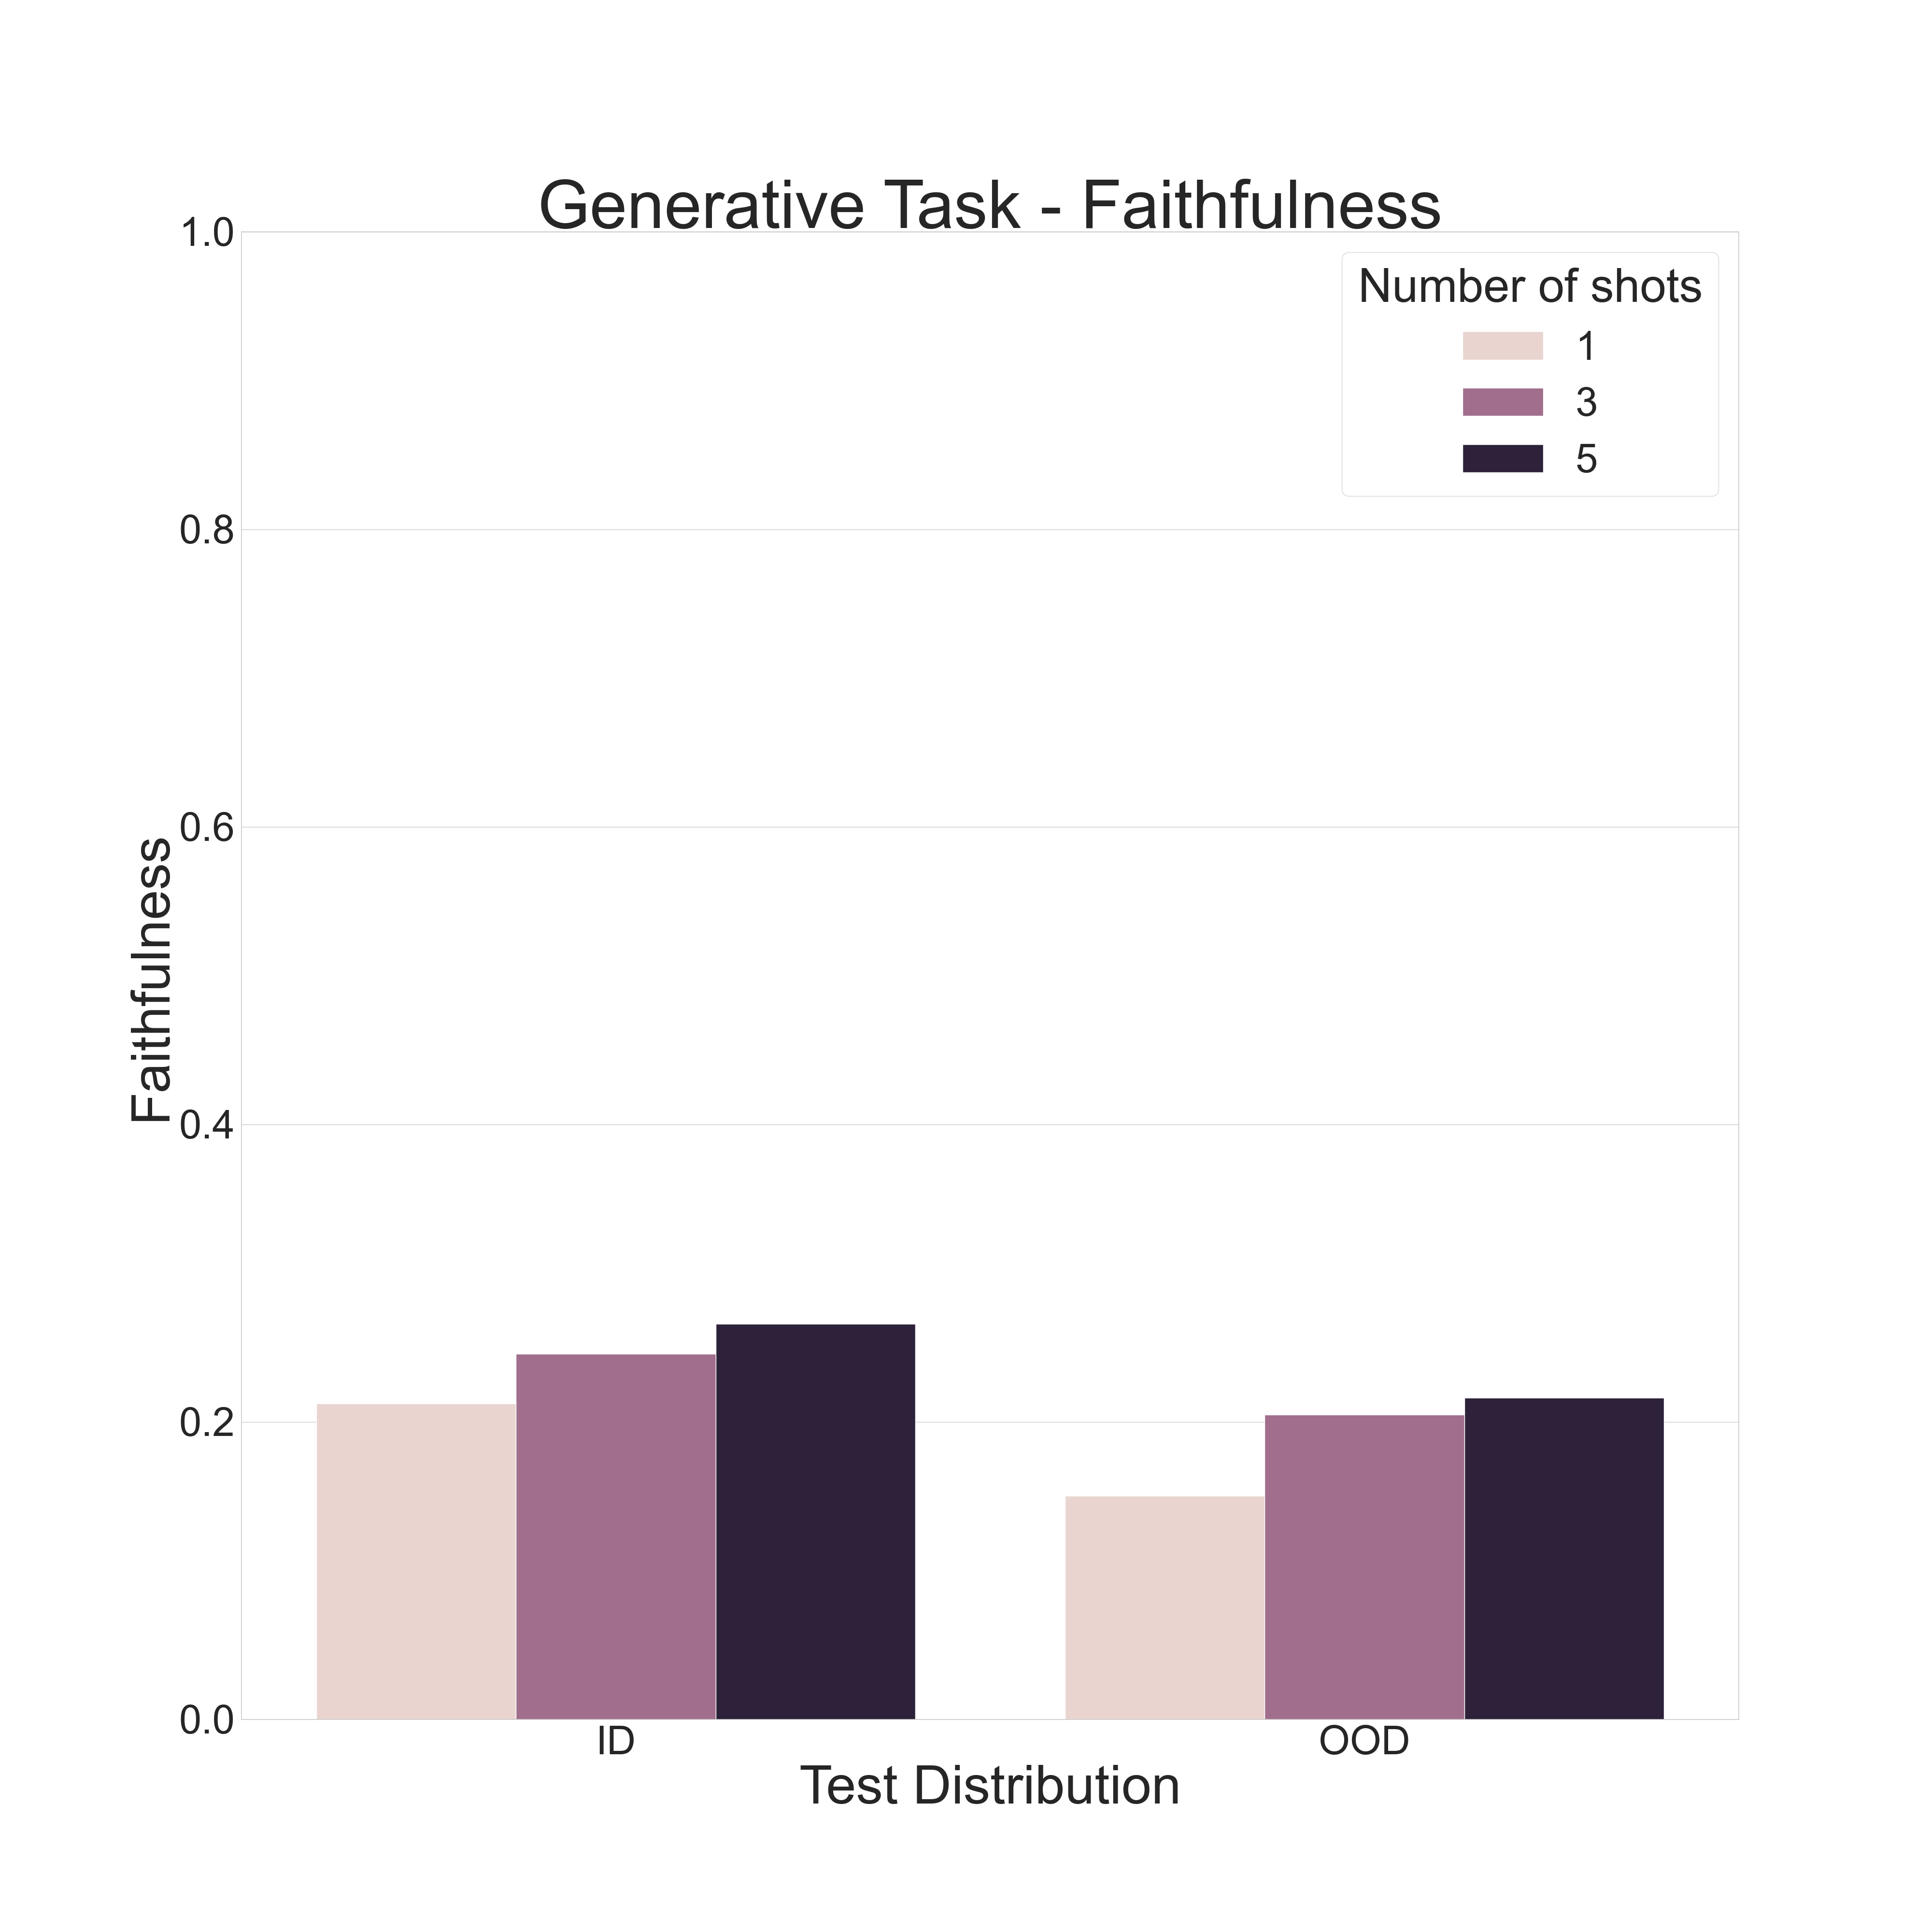 Generative Task - Faithfulness
Number of shots
1
3
5
1.0
0.8
0.6
0.4
0.2
0.0
Faithfulness
ID
OOD
Test Distribution